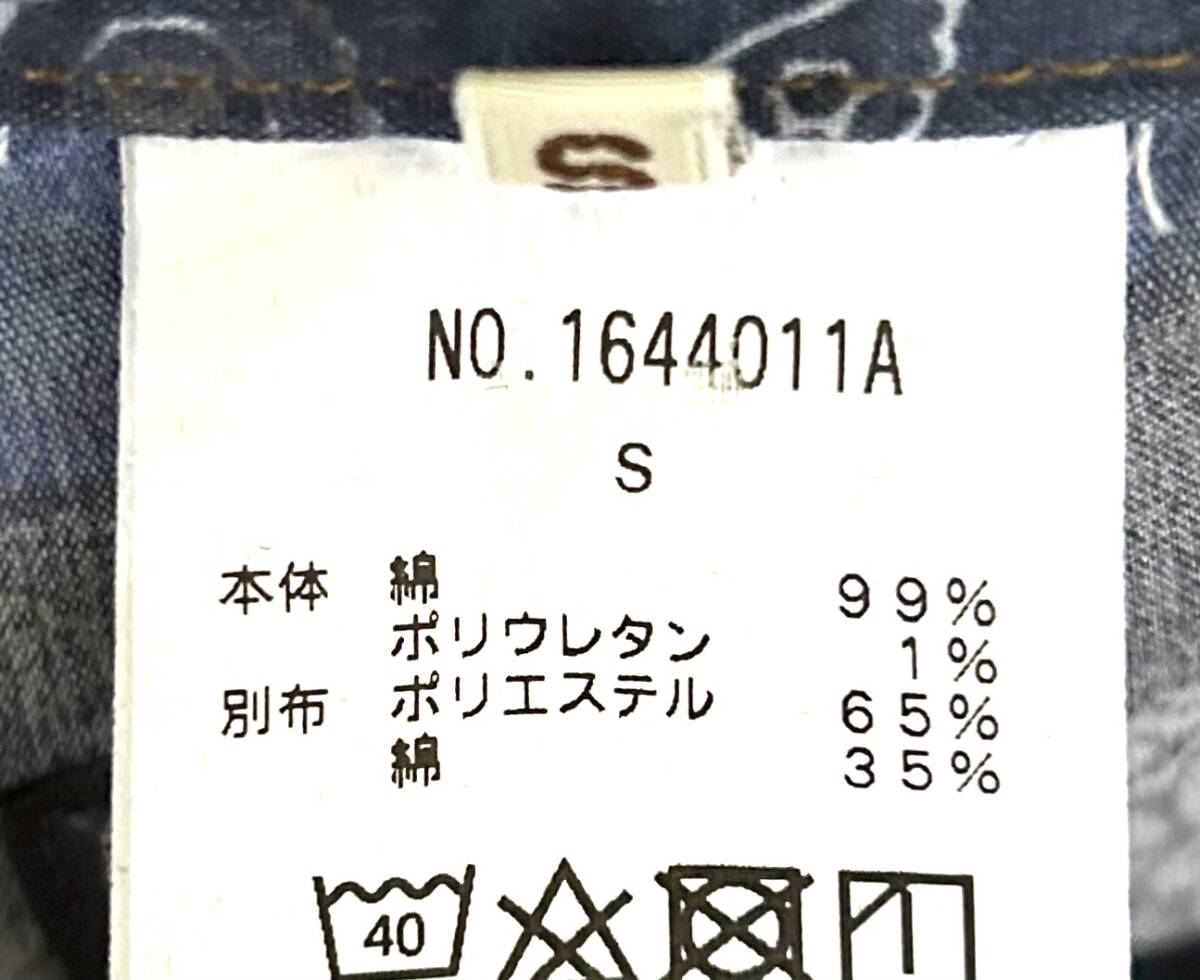 S
NO.1644011A
S
本体 綿 99%
ポリウレタン 1%
別布 ポリエステル 65%
綿 35%
40